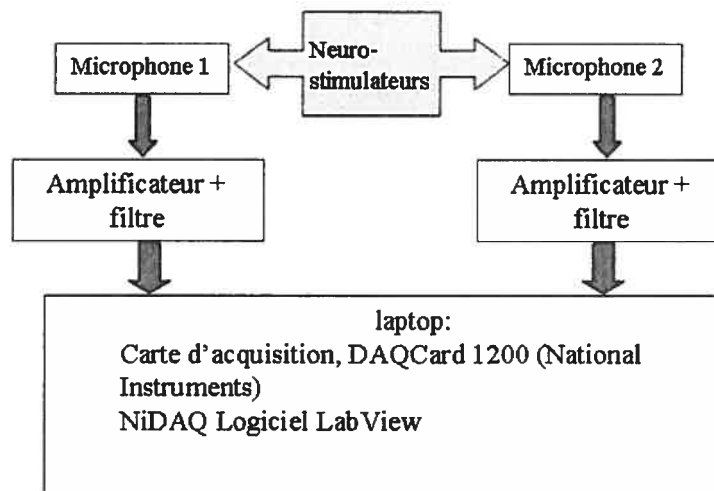 Microphone 1
Neuro-
stimulateurs
Microphone 2
Amplificateur +
filtre
Amplificateur +
filtre
laptop:
Carte d'acquisition, DAQCard 1200 (National
Instruments)
NiDAQ Logiciel LabView